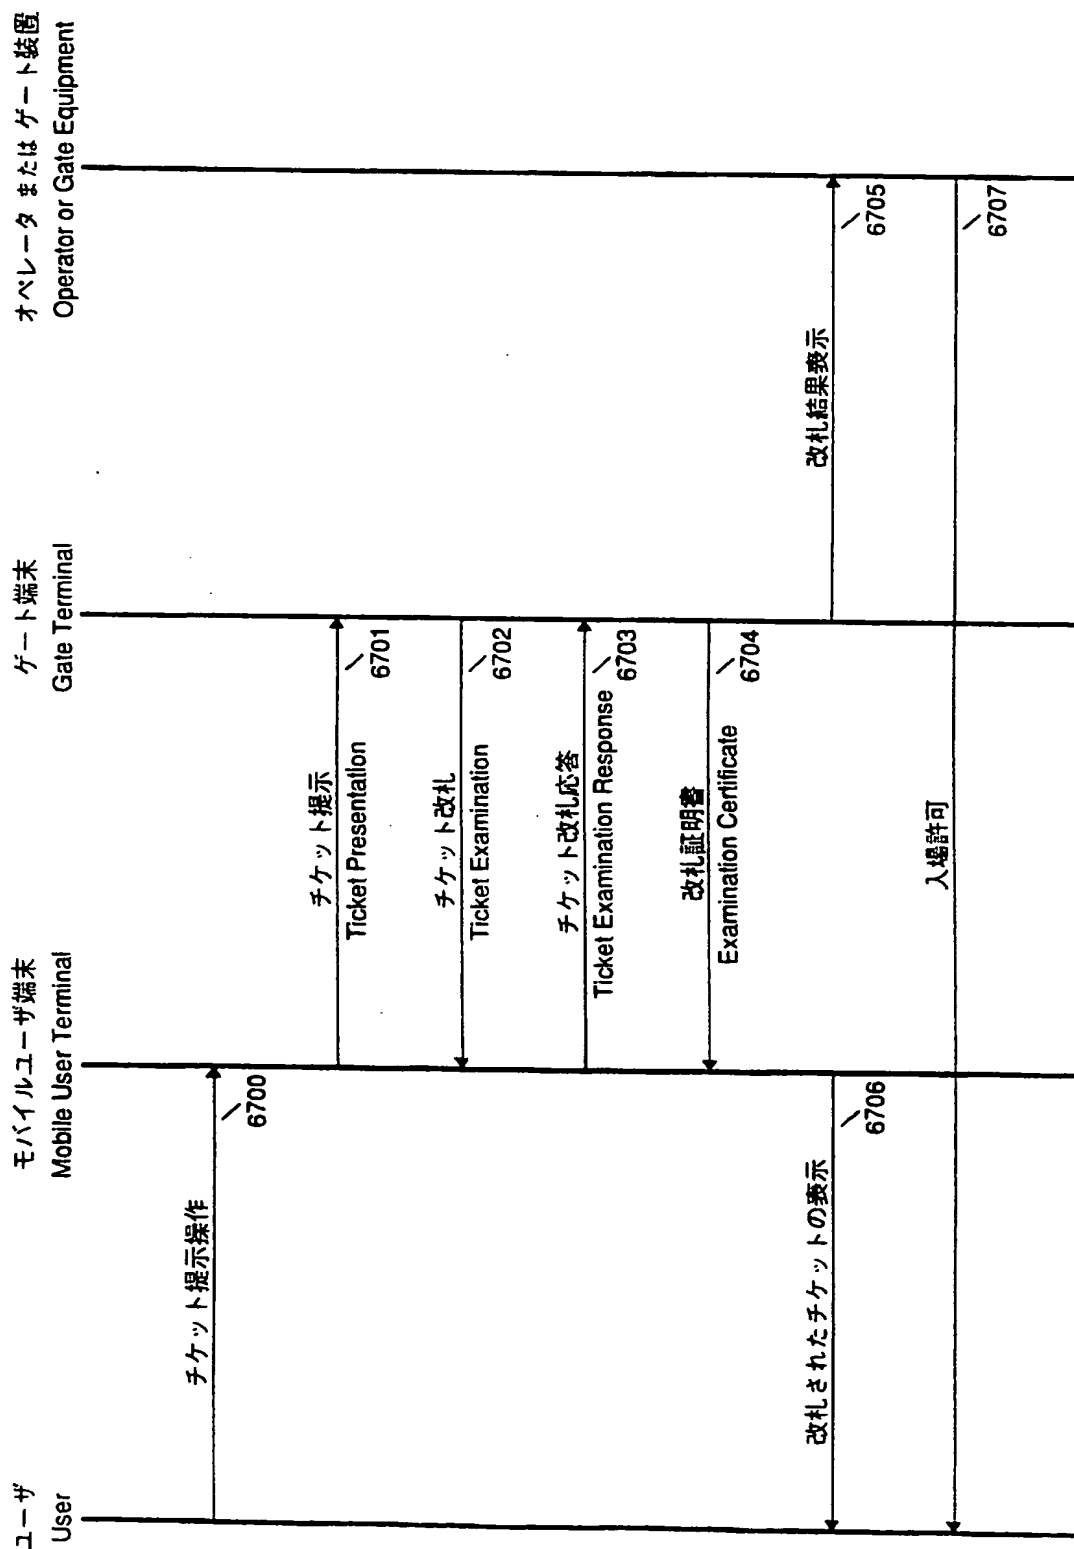 ユーザ
User
モバイルユーザ端末
Mobile User Terminal
ゲート端末
Gate Terminal
オペレータ または ゲート装置
Operator or Gate Equipment
チケット提示操作
6700
チケット提示
Ticket Presentation
6701
チケット改札
Ticket Examination
6702
チケット改札応答
Ticket Examination Response
6703
改札証明書
Examination Certificate
6704
改札されたチケットの表示
6706
改札結果表示
6705
入場許可
6707